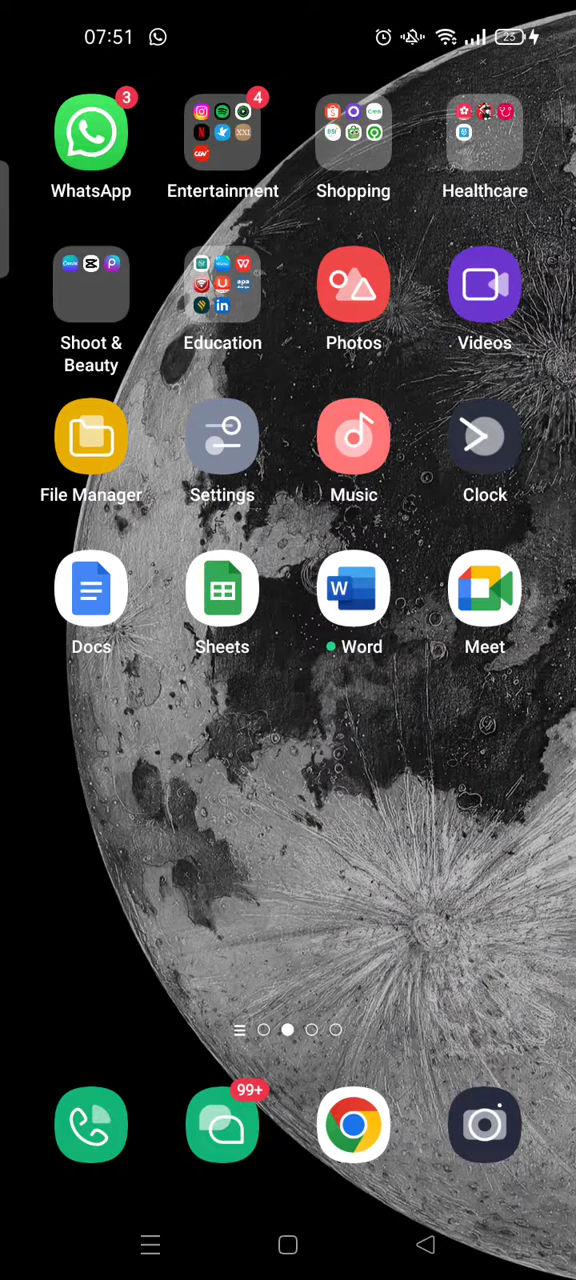 07:51
23
3
4
WhatsApp Entertainment Shopping Healthcare
Shoot & Beauty Education Photos Videos
File Manager Settings Music Clock
W
Docs Sheets Word Meet
99+